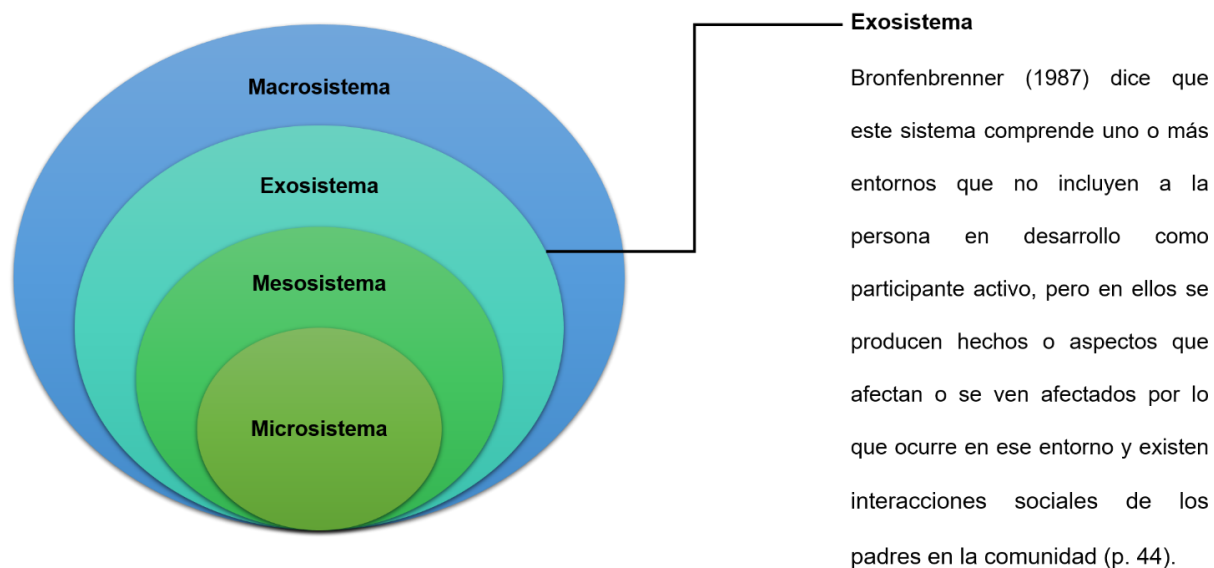 Macrosistema
Exosistema
Mesosistema
Microsistema
Exosistema
Bronfenbrenner (1987) dice que
este sistema comprende uno o más
entornos que no incluyen a la
persona en desarrollo como
participante activo, pero en ellos se
producen hechos o aspectos que
afectan o se ven afectados por lo
que ocurre en ese entorno y existen
interacciones sociales de los
padres en la comunidad (p. 44).